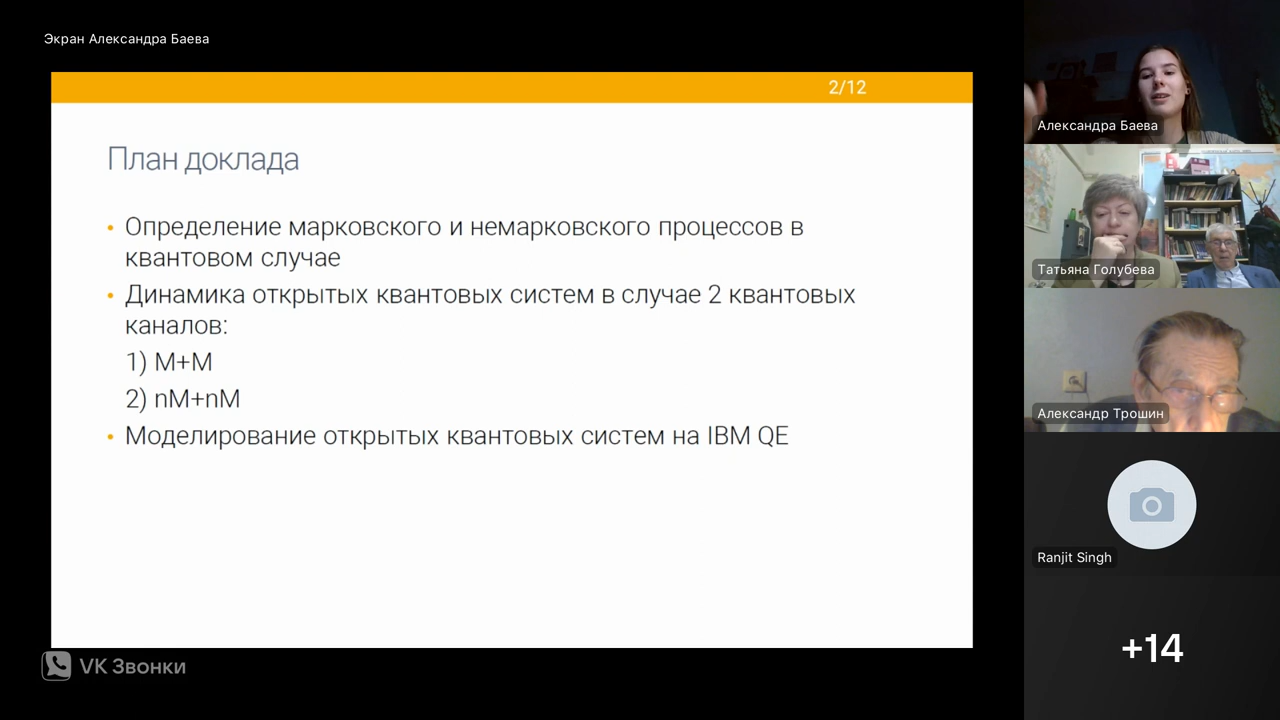 Экран Александра Баева
2/12
План доклада
• Определение марковского и немарковского процессов в
квантовом случае
• Динамика открытых квантовых систем в случае 2 квантовых
каналов:
1) M+M
2) nM+nM
• Моделирование открытых квантовых систем на IBM QE
VK Звонки
Александра Баева
Татьяна Голубева
Александр Трошин
Ranjit Singh
+14